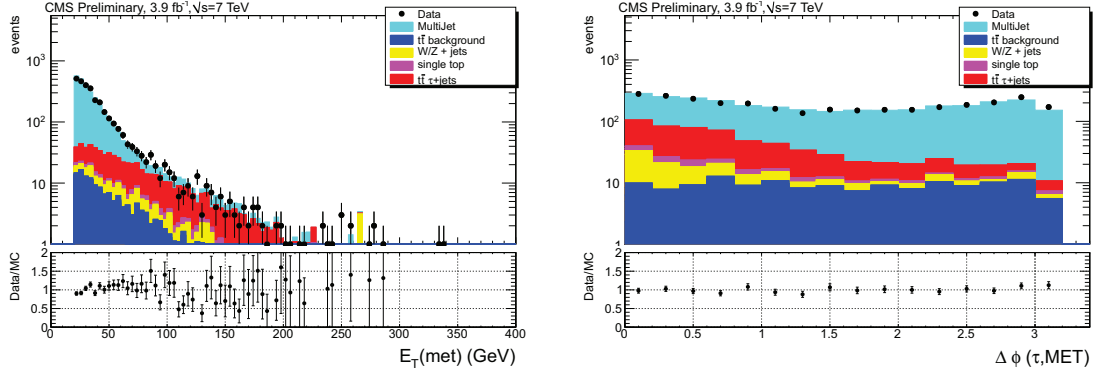 CMS Preliminary, 3.9 fb⁻¹,√s=7 TeV
events
Data
MultiJet
tt̅ background
W/Z + jets
single top
tt̅ τ+jets
10³
10²
10
1
Data/MC
2
1.5
1
0.5
0
0 50 100 150 200 250 300 350 400
E_T(met) (GeV)
CMS Preliminary, 3.9 fb⁻¹,√s=7 TeV
events
Data
MultiJet
tt̅ background
W/Z + jets
single top
tt̅ τ+jets
10³
10²
10
1
Data/MC
2
1.5
1
0.5
0
0.0 0.5 1 1.5 2 2.5 3
Δ ϕ (τ,MET)